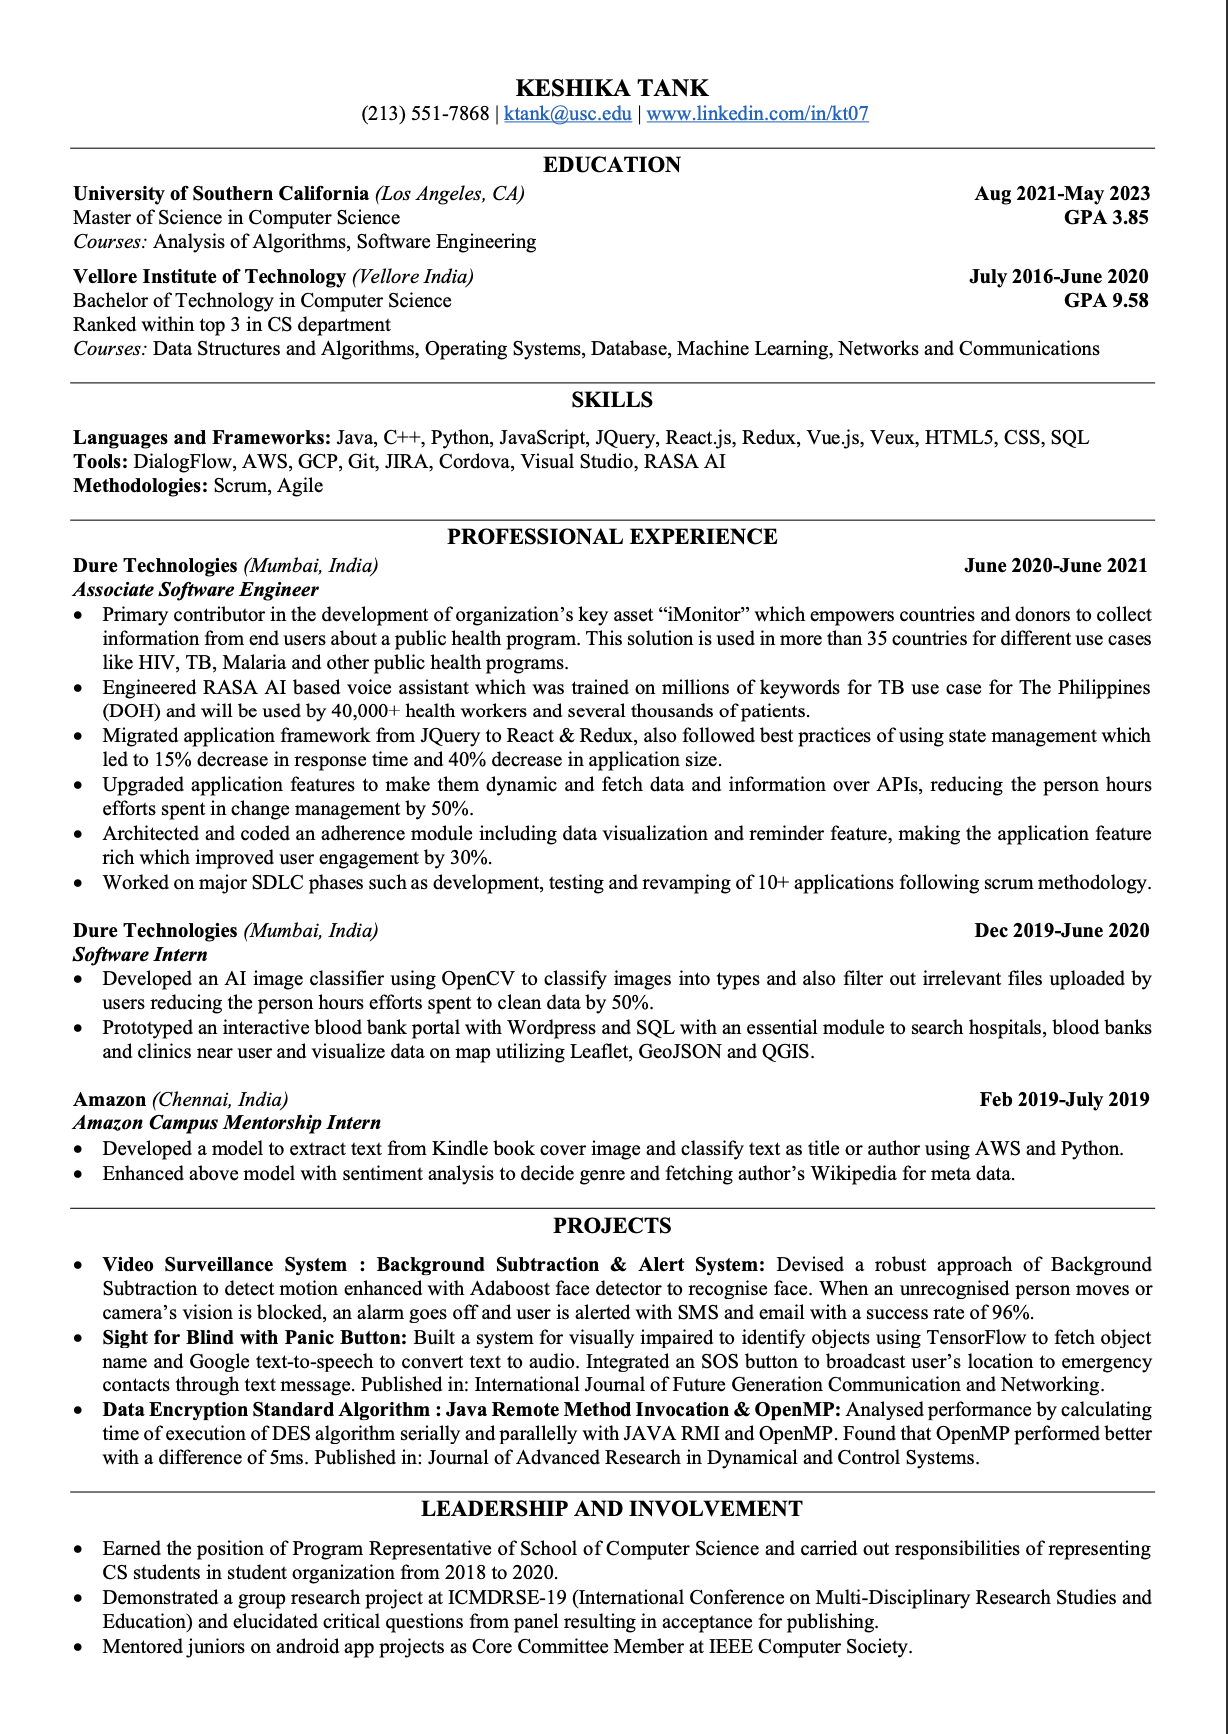 KESHIKA TANK
(213) 551-7868 | ktank@usc.edu | www.linkedin.com/in/kt07
EDUCATION
University of Southern California (Los Angeles, CA) Aug 2021-May 2023
Master of Science in Computer Science GPA 3.85
Courses: Analysis of Algorithms, Software Engineering
Vellore Institute of Technology (Vellore India) July 2016-June 2020
Bachelor of Technology in Computer Science GPA 9.58
Ranked within top 3 in CS department
Courses: Data Structures and Algorithms, Operating Systems, Database, Machine Learning, Networks and Communications
SKILLS
Languages and Frameworks: Java, C++, Python, JavaScript, JQuery, React.js, Redux, Vue.js, Veux, HTML5, CSS, SQL
Tools: DialogFlow, AWS, GCP, Git, JIRA, Cordova, Visual Studio, RASA AI
Methodologies: Scrum, Agile
PROFESSIONAL EXPERIENCE
Dure Technologies (Mumbai, India) June 2020-June 2021
Associate Software Engineer
• Primary contributor in the development of organization’s key asset “iMonitor” which empowers countries and donors to collect
information from end users about a public health program. This solution is used in more than 35 countries for different use cases
like HIV, TB, Malaria and other public health programs.
• Engineered RASA AI based voice assistant which was trained on millions of keywords for TB use case for The Philippines
(DOH) and will be used by 40,000+ health workers and several thousands of patients.
• Migrated application framework from JQuery to React & Redux, also followed best practices of using state management which
led to 15% decrease in response time and 40% decrease in application size.
• Upgraded application features to make them dynamic and fetch data and information over APIs, reducing the person hours
efforts spent in change management by 50%.
• Architected and coded an adherence module including data visualization and reminder feature, making the application feature
rich which improved user engagement by 30%.
• Worked on major SDLC phases such as development, testing and revamping of 10+ applications following scrum methodology.
Dure Technologies (Mumbai, India) Dec 2019-June 2020
Software Intern
• Developed an AI image classifier using OpenCV to classify images into types and also filter out irrelevant files uploaded by
users reducing the person hours efforts spent to clean data by 50%.
• Prototyped an interactive blood bank portal with Wordpress and SQL with an essential module to search hospitals, blood banks
and clinics near user and visualize data on map utilizing Leaflet, GeoJSON and QGIS.
Amazon (Chennai, India) Feb 2019-July 2019
Amazon Campus Mentorship Intern
• Developed a model to extract text from Kindle book cover image and classify text as title or author using AWS and Python.
• Enhanced above model with sentiment analysis to decide genre and fetching author’s Wikipedia for meta data.
PROJECTS
• Video Surveillance System : Background Subtraction & Alert System: Devised a robust approach of Background
Subtraction to detect motion enhanced with Adaboost face detector to recognise face. When an unrecognised person moves or
camera’s vision is blocked, an alarm goes off and user is alerted with SMS and email with a success rate of 96%.
• Sight for Blind with Panic Button: Built a system for visually impaired to identify objects using TensorFlow to fetch object
name and Google text-to-speech to convert text to audio. Integrated an SOS button to broadcast user’s location to emergency
contacts through text message. Published in: International Journal of Future Generation Communication and Networking.
• Data Encryption Standard Algorithm : Java Remote Method Invocation & OpenMP: Analysed performance by calculating
time of execution of DES algorithm serially and parallelly with JAVA RMI and OpenMP. Found that OpenMP performed better
with a difference of 5ms. Published in: Journal of Advanced Research in Dynamical and Control Systems.
LEADERSHIP AND INVOLVEMENT
• Earned the position of Program Representative of School of Computer Science and carried out responsibilities of representing
CS students in student organization from 2018 to 2020.
• Demonstrated a group research project at ICMDRSE-19 (International Conference on Multi-Disciplinary Research Studies and
Education) and elucidated critical questions from panel resulting in acceptance for publishing.
• Mentored juniors on android app projects as Core Committee Member at IEEE Computer Society.